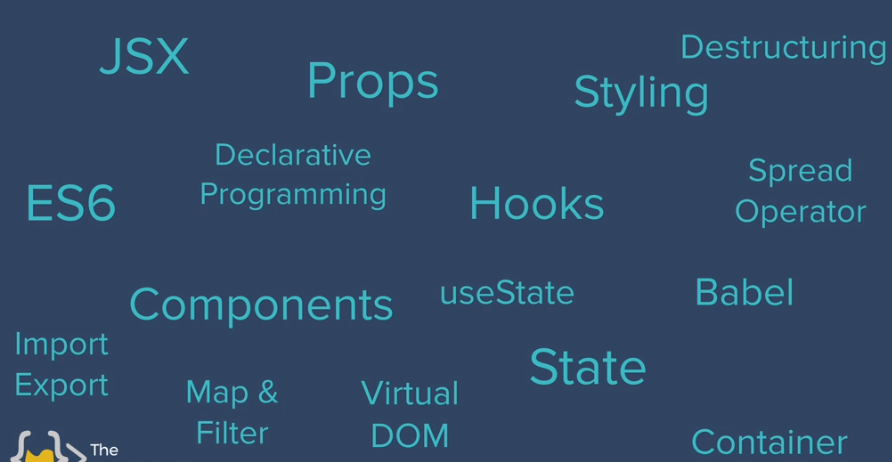 JSX
Props
Styling
Destructuring
Declarative
Programming
ES6
Hooks
Spread
Operator
Components
useState
Babel
Import
Export
State
Map &
Filter
Virtual
DOM
Container
The